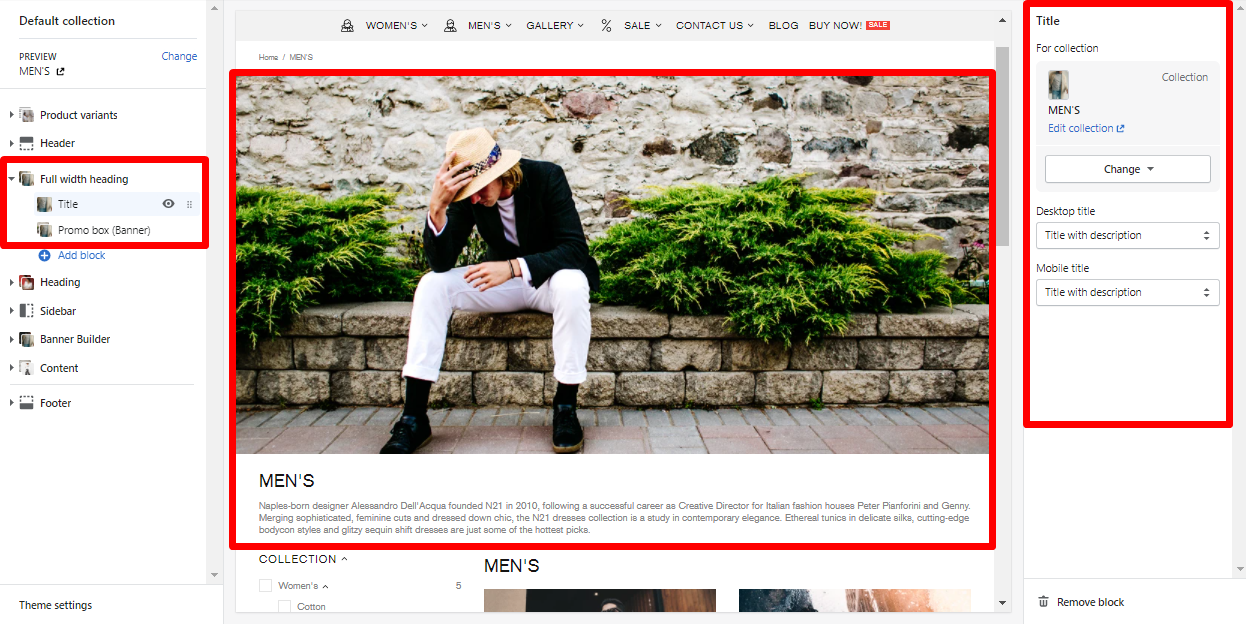 Default collection
PREVIEW
Change
MEN'S
Product variants
Header
Full width heading
Title
Promo box (Banner)
Add block
Heading
Sidebar
Banner Builder
Content
Footer
Theme settings
WOMEN'S MEN'S GALLERY % SALE CONTACT US BLOG BUY NOW! SALE
Home / MEN'S
MEN'S
Naples-born designer Alessandro Dell'Acqua founded N21 in 2010, following a successful career as Creative Director for Italian fashion houses Peter Pianforini and Genny.
Merging sophisticated, feminine cuts and dressed down chic, the N21 dresses collection is a study in contemporary elegance. Ethereal tunics in delicate silks, cutting-edge
bodycon styles and glitzy sequin shift dresses are just some of the hottest picks.
COLLECTION
Women's 5
Cotton
MEN'S
Title
For collection
Collection
MEN'S
Edit collection
Change
Desktop title
Title with description
Mobile title
Title with description
Remove block